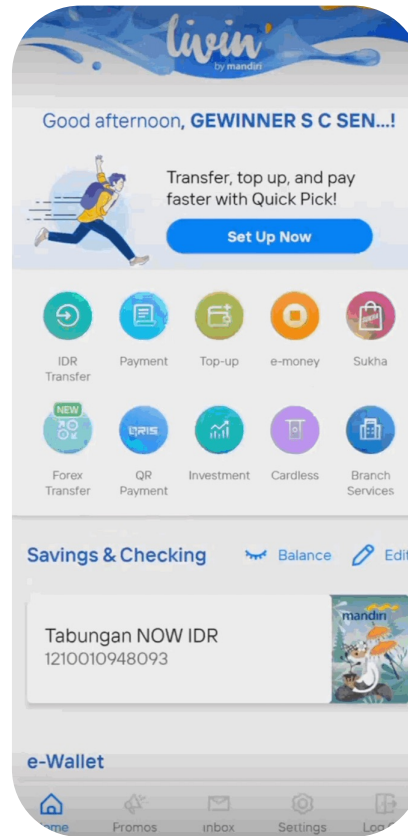 livin'
by mandiri
Good afternoon, GEWINNER S C SEN...!
Transfer, top up, and pay
faster with Quick Pick!
Set Up Now
IDR
Transfer
Payment
Top-up
e-money
Sukha
NEW
QRIS
Forex
Transfer
QR
Payment
Investment
Cardless
Branch
Services
Savings & Checking
Balance
Edit
Tabungan NOW IDR
1210010948093
mandiri
e-Wallet
Home
Promos
Inbox
Settings